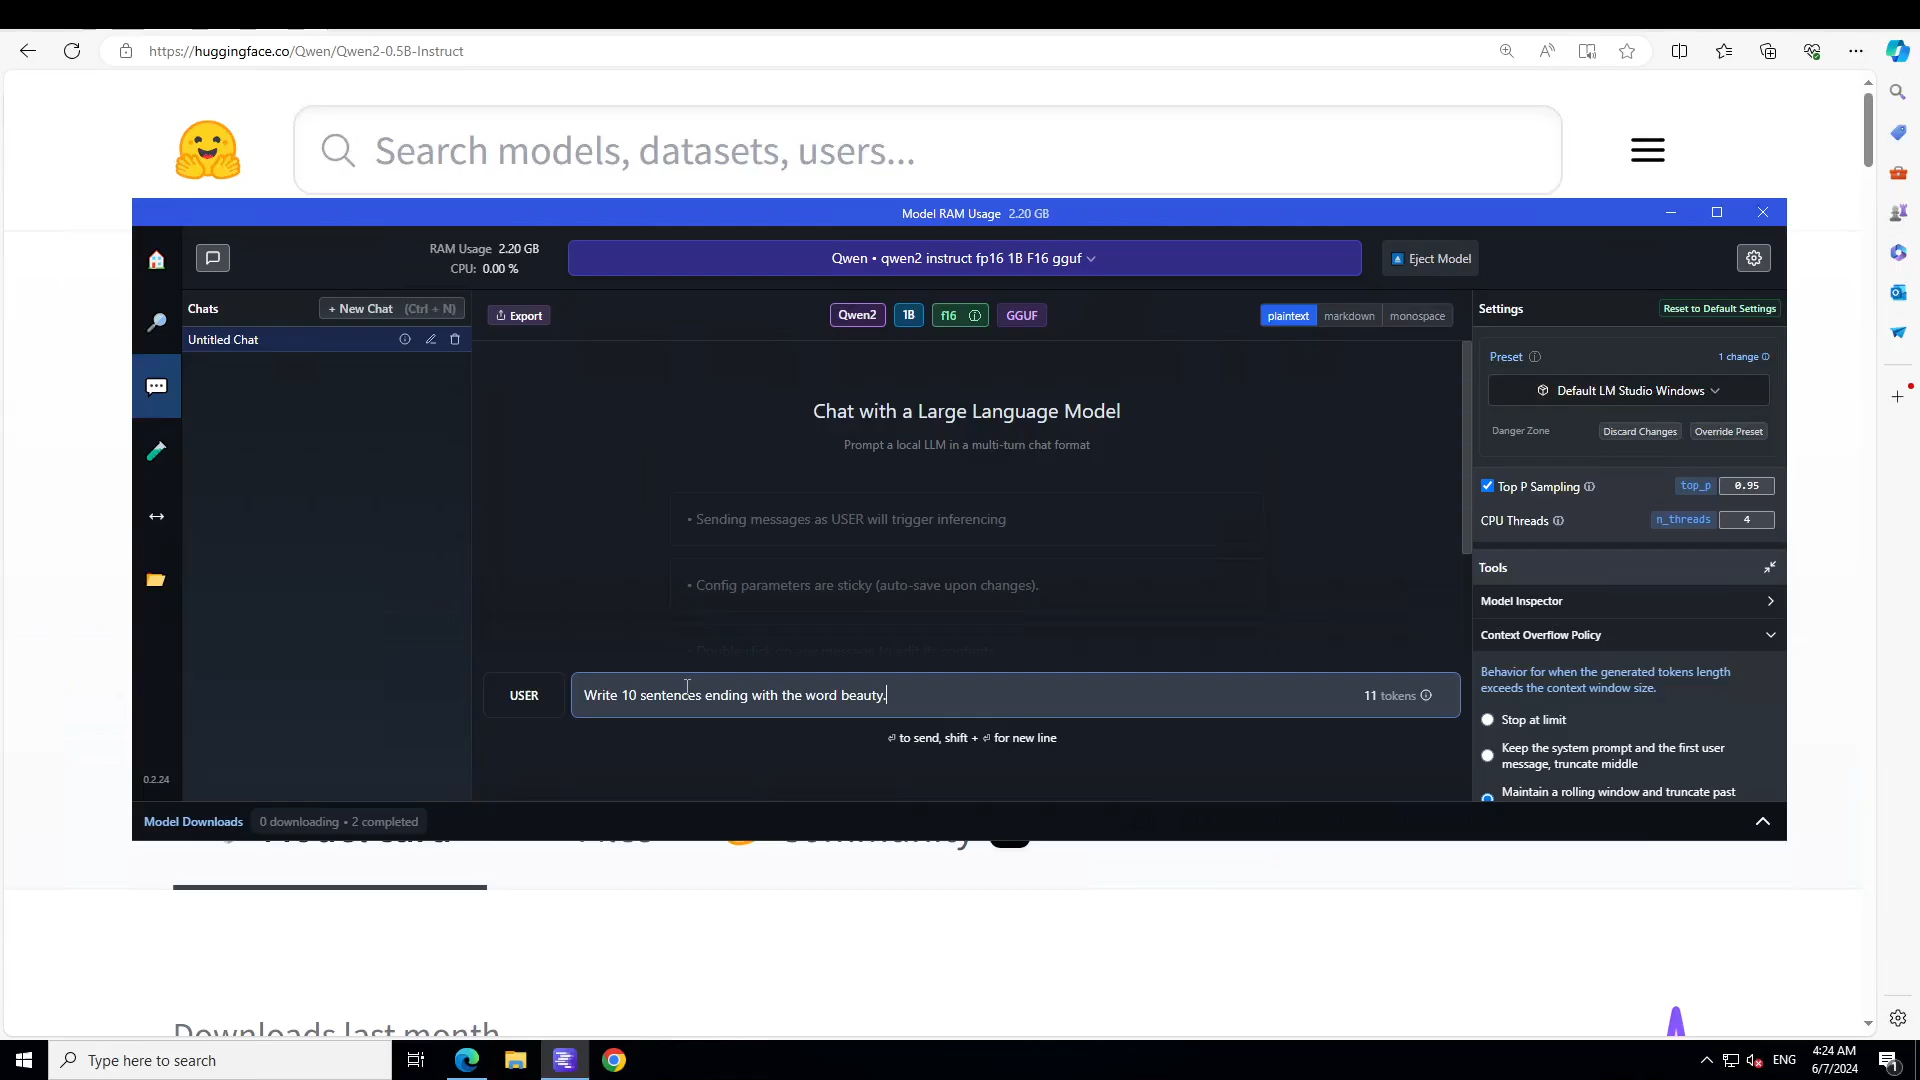 https://huggingface.co/Qwen/Qwen2-0.5B-Instruct
Search models, datasets, users...
Model RAM Usage 2.20 GB
RAM Usage 2.20 GB
CPU: 0.00 %
Qwen • qwen2 instruct fp16 1B F16 gguf
Eject Model
Chats
+ New Chat (Ctrl + N)
Export
Qwen2
1B
f16
GGUF
plaintext
markdown
monospace
Settings
Reset to Default Settings
Untitled Chat
Preset
1 change
Default LM Studio Windows
Danger Zone
Discard Changes
Override Preset
Chat with a Large Language Model
Prompt a local LLM in a multi-turn chat format
• Sending messages as USER will trigger inferencing
• Config parameters are sticky (auto-save upon changes).
Top P Sampling
top_p
0.95
CPU Threads
n_threads
4
Tools
Model Inspector
Context Overflow Policy
Behavior for when the generated tokens length
exceeds the context window size.
Stop at limit
Keep the system prompt and the first user
message, truncate middle
Maintain a rolling window and truncate past
USER
Write 10 sentences ending with the word beauty.
11 tokens
⏎ to send, shift + ⏎ for new line
0.2.24
Model Downloads
0 downloading • 2 completed
Downloads last month
Type here to search
ENG
4:24 AM
6/7/2024
1